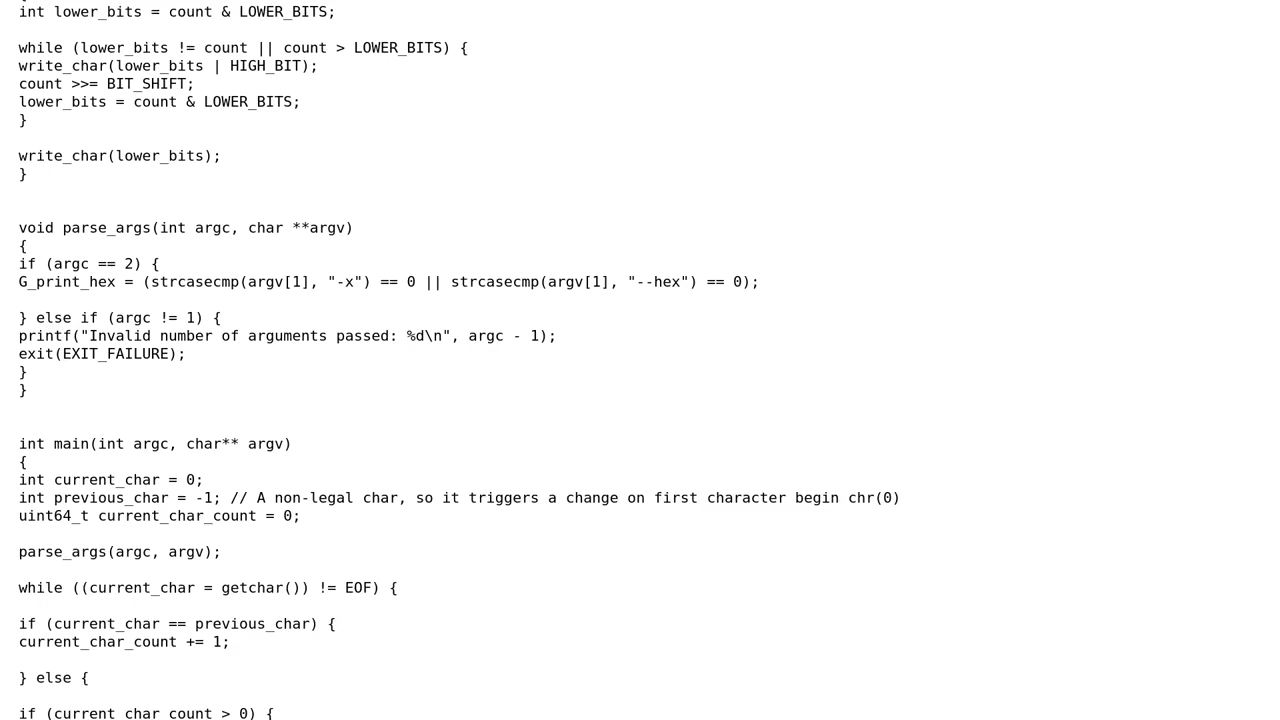 int lower_bits = count & LOWER_BITS;
while (lower_bits != count || count > LOWER_BITS) {
write_char(lower_bits | HIGH_BIT);
count >>= BIT_SHIFT;
lower_bits = count & LOWER_BITS;
}
write_char(lower_bits);
}
void parse_args(int argc, char **argv)
{
if (argc == 2) {
G_print_hex = (strcasecmp(argv[1], "-x") == 0 || strcasecmp(argv[1], "--hex") == 0);
} else if (argc != 1) {
printf("Invalid number of arguments passed: %d\n", argc - 1);
exit(EXIT_FAILURE);
}
}
int main(int argc, char** argv)
{
int current_char = 0;
int previous_char = -1; // A non-legal char, so it triggers a change on first character begin chr(0)
uint64_t current_char_count = 0;
parse_args(argc, argv);
while ((current_char = getchar()) != EOF) {
if (current_char == previous_char) {
current_char_count += 1;
} else {
if (current_char_count > 0) {